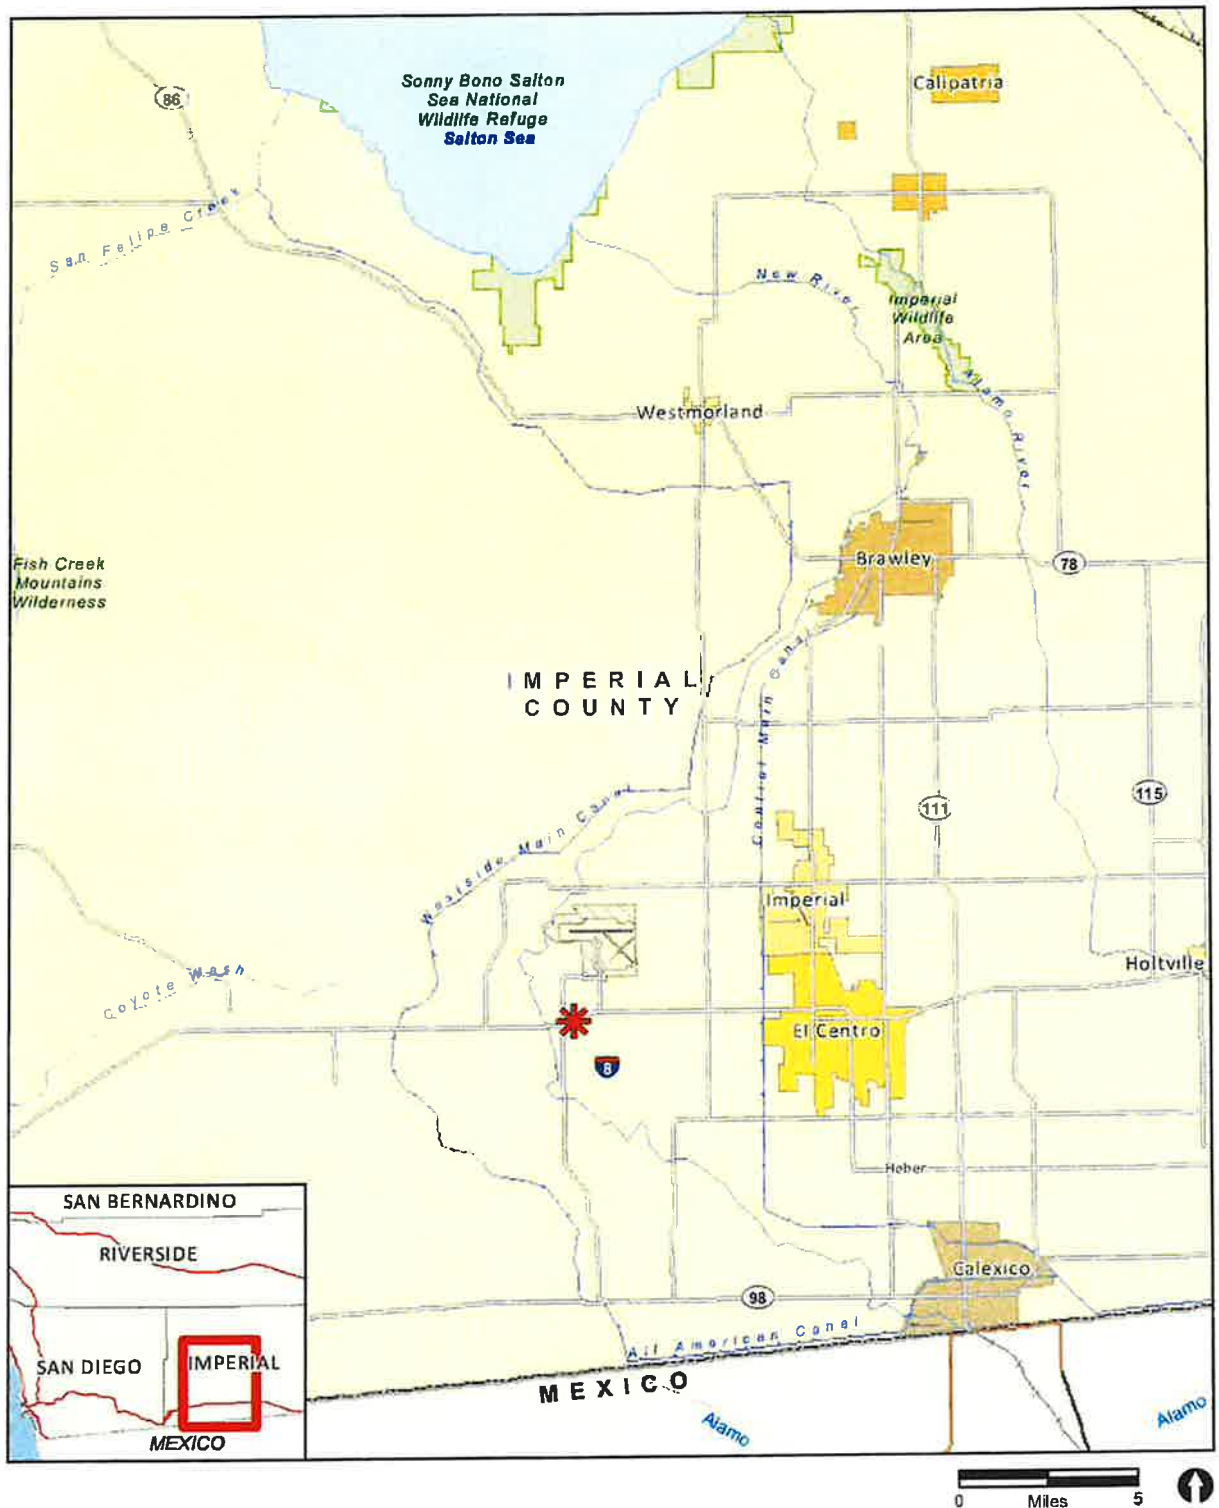 86
Sonny Bono Salton
Sea National
Wildlife Refuge
Salton Sea
Calipatria
San Felipe Creek
New River
Imperial
Wildlife
Area
Alamo River
Westmorland
Fish Creek
Mountains
Wilderness
Brawley
78
IMPERIAL
COUNTY
Central Main Canal
111
115
Westside Main Canal
Imperial
Coyote Wash
Holtville
El Centro
8
Heber
SAN BERNARDINO
RIVERSIDE
SAN DIEGO
IMPERIAL
MEXICO
Calexico
98
All American Canal
MEXICO
Alamo
Alamo
0 Miles 5